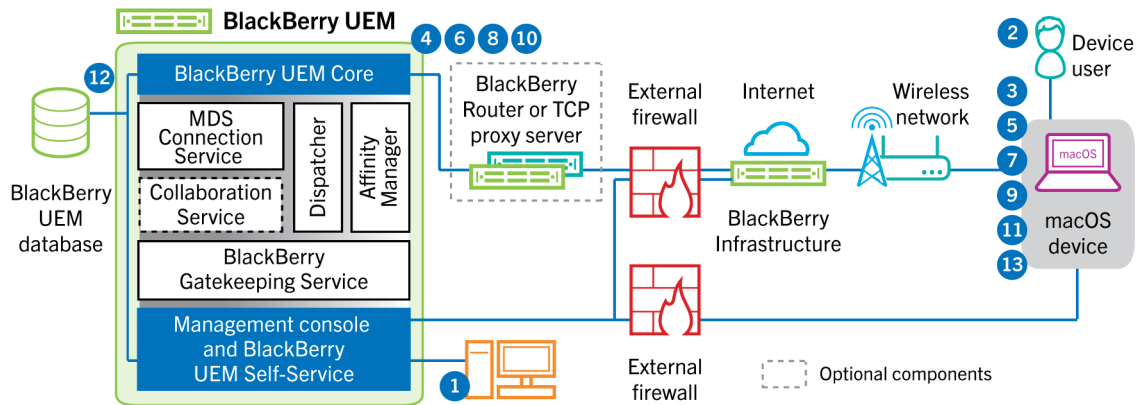 BlackBerry UEM
12
BlackBerry UEM Core
MDS
Connection
Service
Collaboration
Service
Dispatcher
Affinity
Manager
BlackBerry
Gatekeeping Service
Management console
and BlackBerry
UEM Self-Service
BlackBerry
UEM
database
4
6
8
10
BlackBerry
Router or TCP
proxy server
External
firewall
Internet
BlackBerry
Infrastructure
Wireless
network
2
Device
user
3
5
7
9
11
13
macOS
macOS
device
1
External
firewall
Optional components